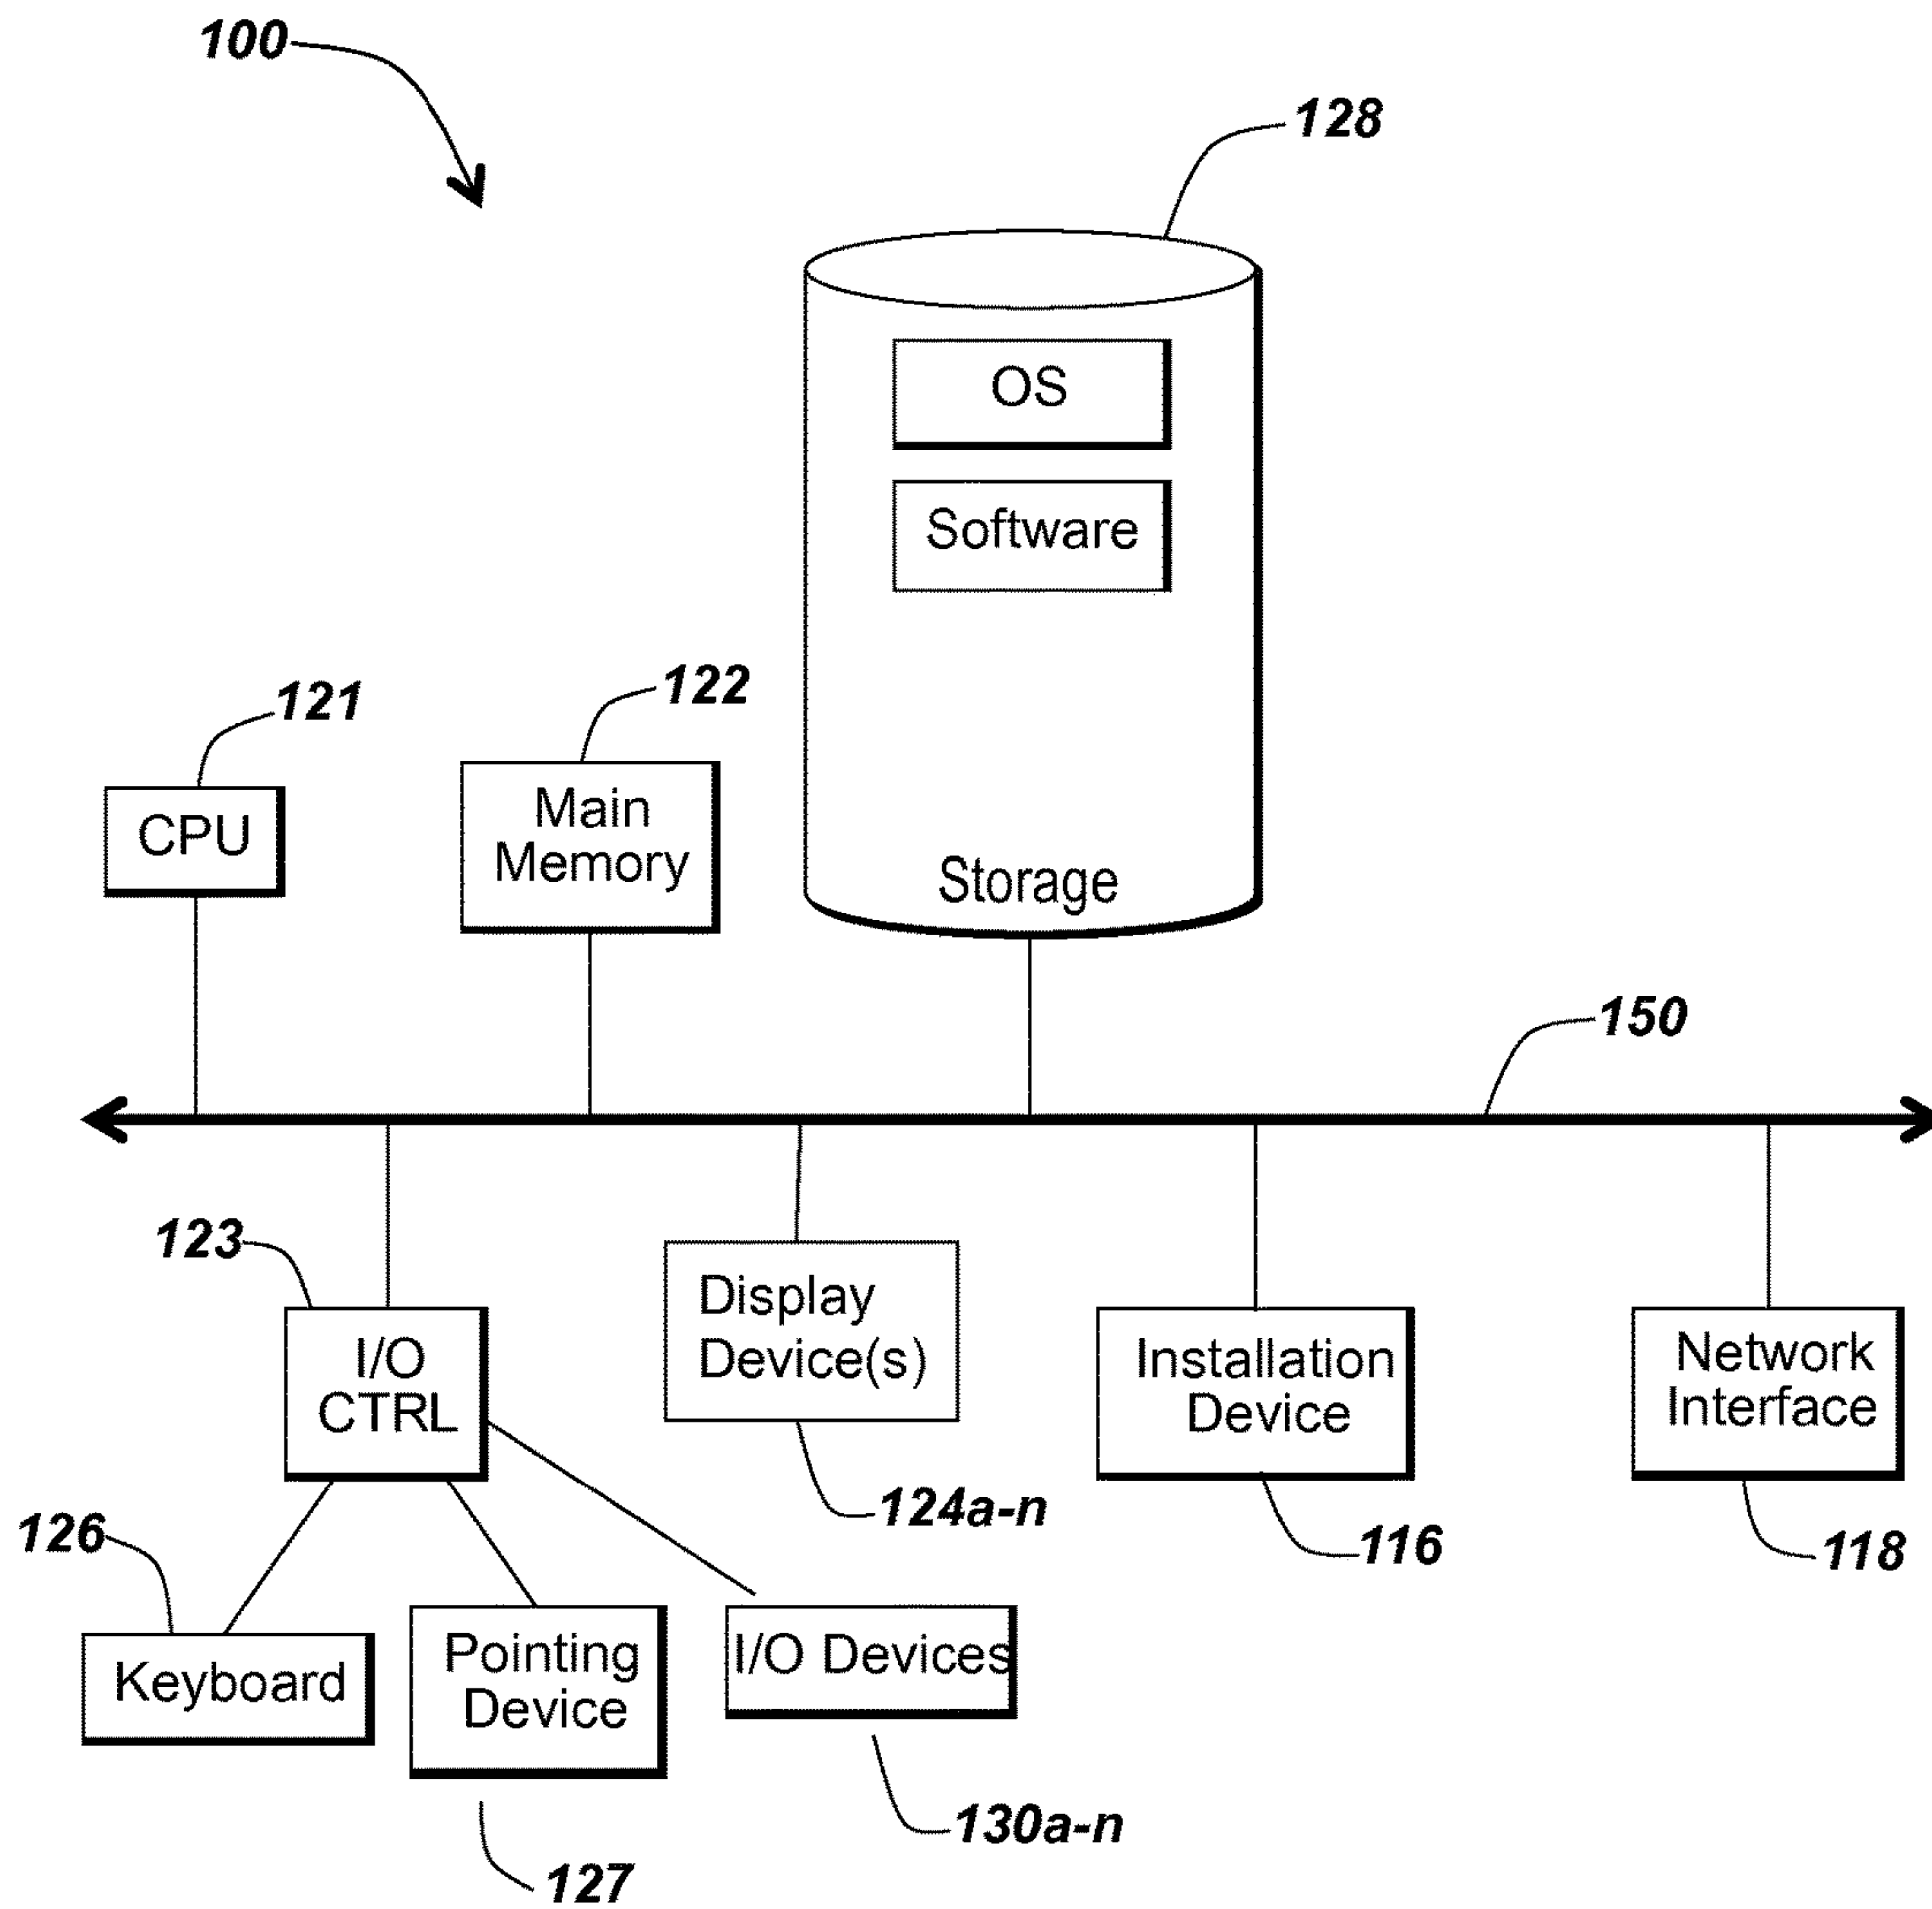 100
128
OS
Software
121
122
CPU
Main
Memory
Storage
150
123
Display
Device(s)
I/O
CTRL
Installation
Device
Network
Interface
124a-n
116
118
126
Keyboard
Pointing
Device
I/O Devices
130a-n
127